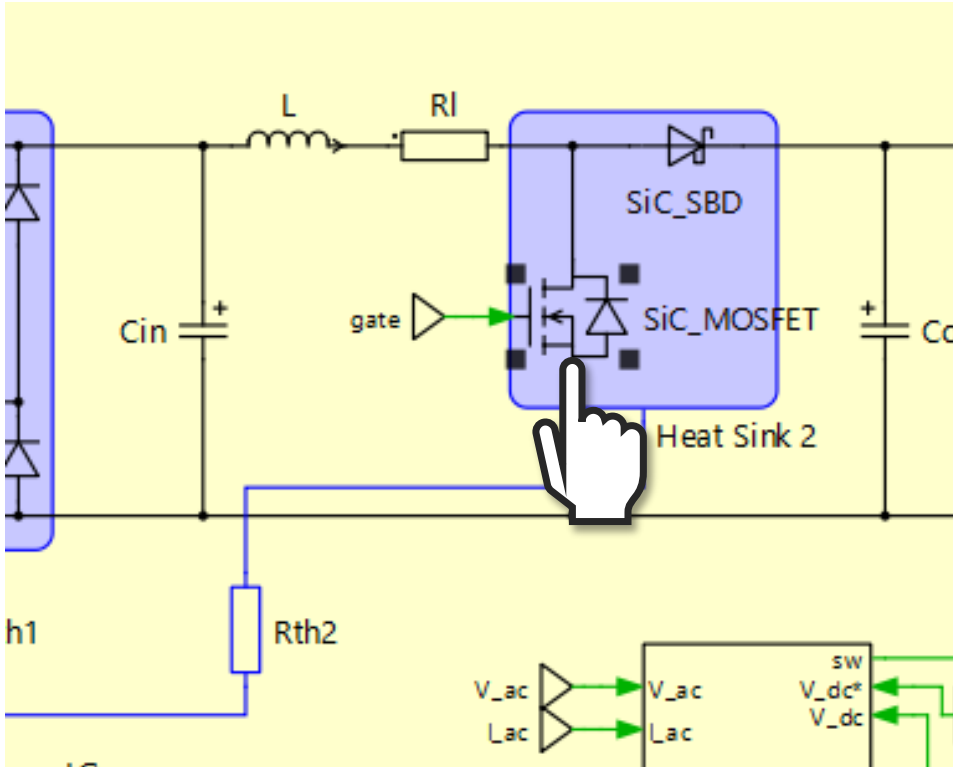 L
Rl
SiC_SBD
Cin
+
gate
SiC_MOSFET
+
Heat Sink 2
h1
Rth2
sw
V_ac
V_ac
V_dc*
V_dc
I_ac
I_ac